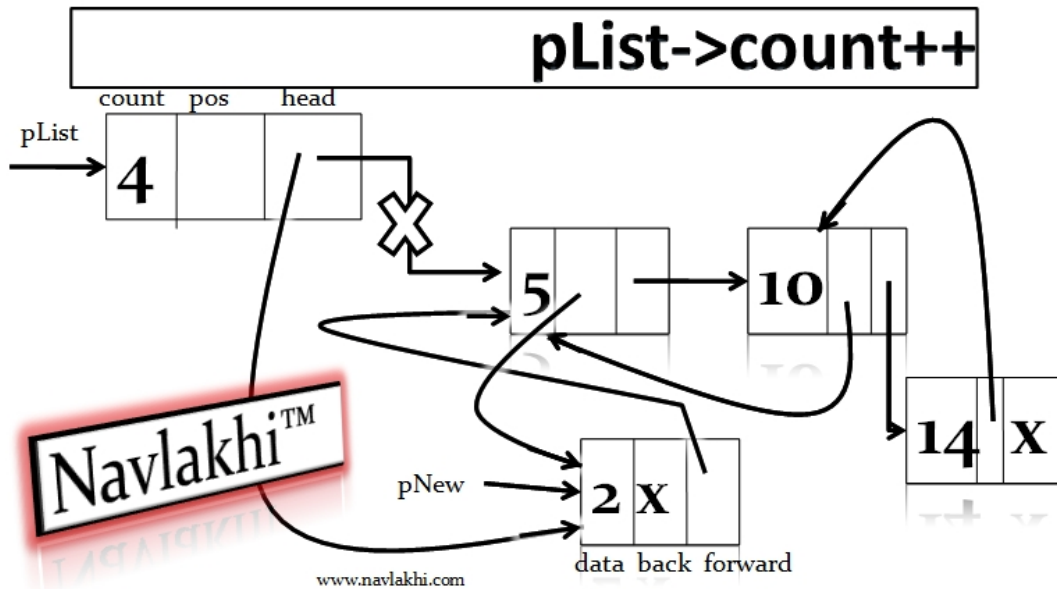 pList->count++
count pos head
pList
4
5
10
14 X
Navlakhi™
pNew
2 X
data back forward
www.navlakhi.com